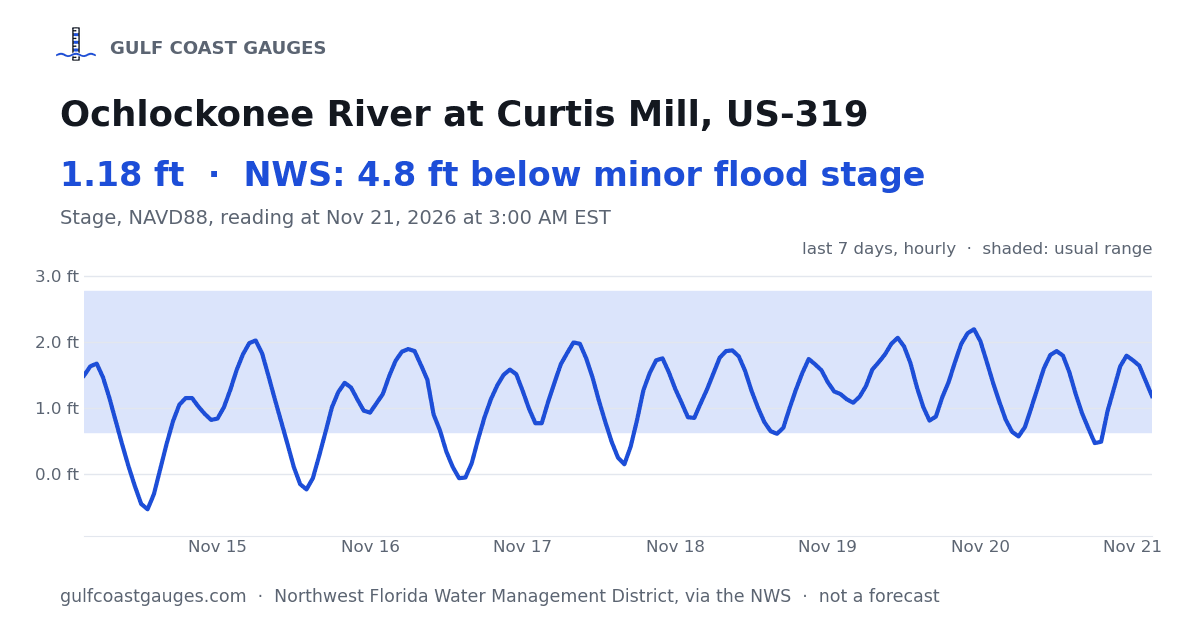 GULF COAST GAUGES
Ochlockonee River at Curtis Mill, US-319
1.18 ft · NWS: 4.8 ft below minor flood stage
Stage, NAVD88, reading at Nov 21, 2026 at 3:00 AM EST
last 7 days, hourly · shaded: usual range
3.0 ft
2.0 ft
1.0 ft
0.0 ft
Nov 15 Nov 16 Nov 17 Nov 18 Nov 19 Nov 20 Nov 21
gulfcoastgauges.com · Northwest Florida Water Management District, via the NWS · not a forecast